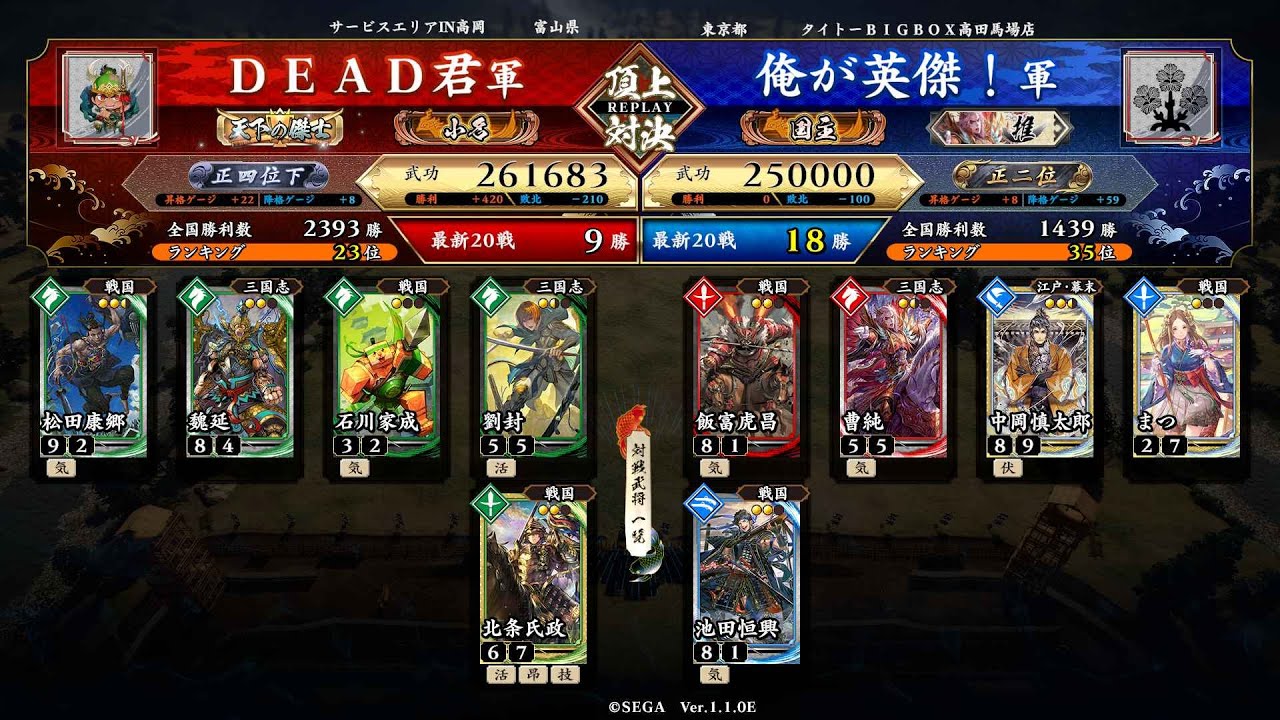 サービスエリアIN高岡 富山県 東京都 タイトーBIGBOX高田馬場店
DEAD君軍
頂上
REPLAY
対決
俺が英傑！軍
天下の傑士 小名
国主 推
正四位下
昇格ゲージ +22 降格ゲージ +8
武功 261683
勝利 +420 敗北 -210
武功 250000
勝利 0 敗北 -100
正二位
昇格ゲージ +8 降格ゲージ +59
全国勝利数 2393勝
ランキング 23位
最新20戦 9勝
最新20戦 18勝
全国勝利数 1439勝
ランキング 35位
戦国 三国志 戦国 三国志 戦国 三国志 江戸・幕末 戦国
松田康郷 魏延 石川家成 劉封 飯富虎昌 曹純 中岡慎太郎 まつ
9 2 8 4 3 2 5 5 8 1 5 5 8 9 2 7
気 気 活 気 気 伏
対戦武将一覧
戦国 戦国
北条氏政 池田恒興
6 7 8 1
活 昂 技 気
©SEGA Ver.1.1.0E